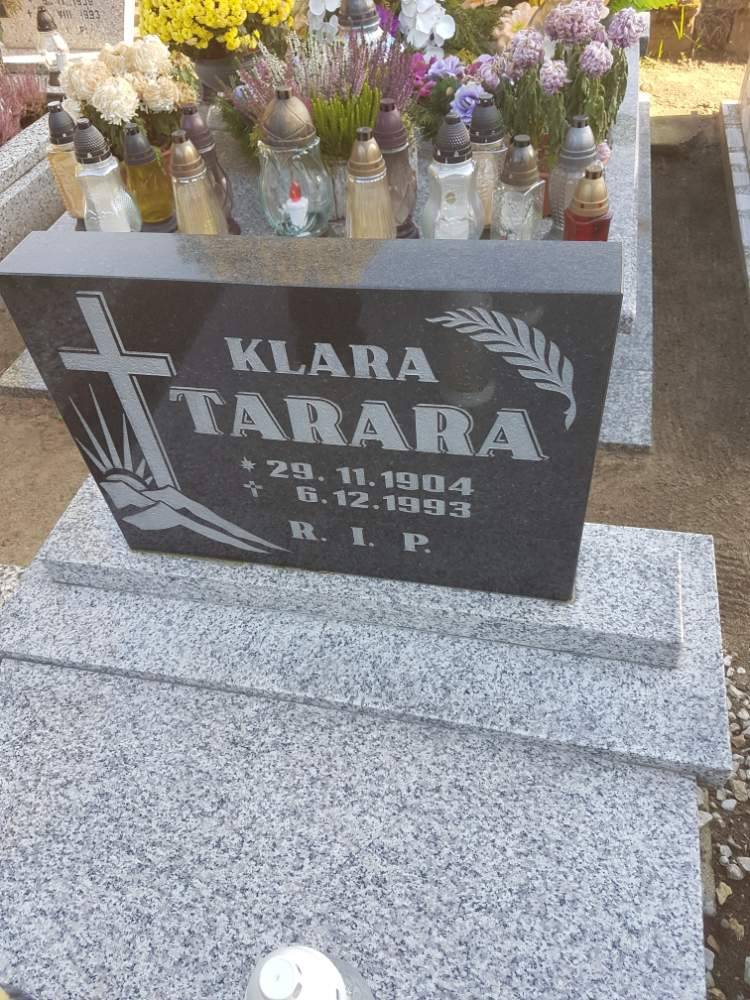 KLARA
TARARA
* 29. 11. 1904
† 6. 12. 1993
R. I. P.